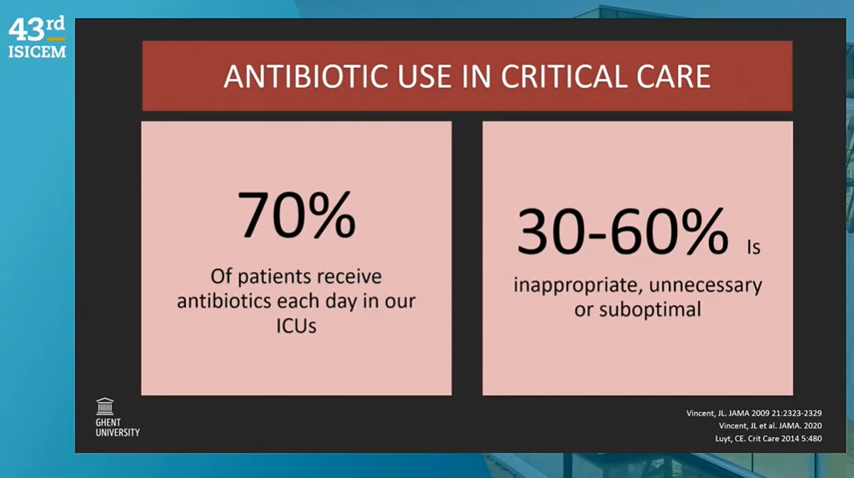 43rd
ISICEM
ANTIBIOTIC USE IN CRITICAL CARE
70%
Of patients receive
antibiotics each day in our
ICUs
30-60% Is
inappropriate, unnecessary
or suboptimal
GHENT
UNIVERSITY
Vincent, JL. JAMA 2009 21:2323-2329
Vincent, JL et al. JAMA. 2020
Luyt, CE. Crit Care 2014 5:480